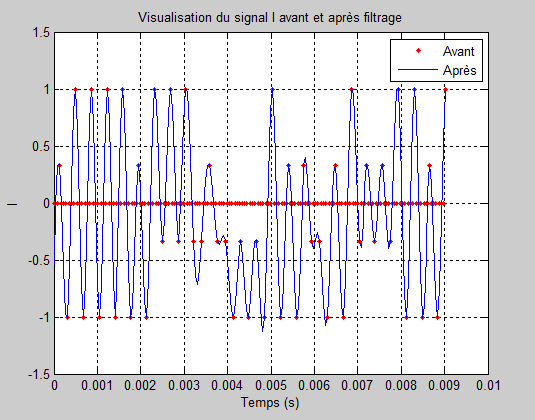 Visualisation du signal I avant et après filtrage
Avant
Après
1.5
1
0.5
0
-0.5
-1
-1.5
I
0 0.001 0.002 0.003 0.004 0.005 0.006 0.007 0.008 0.009 0.01
Temps (s)